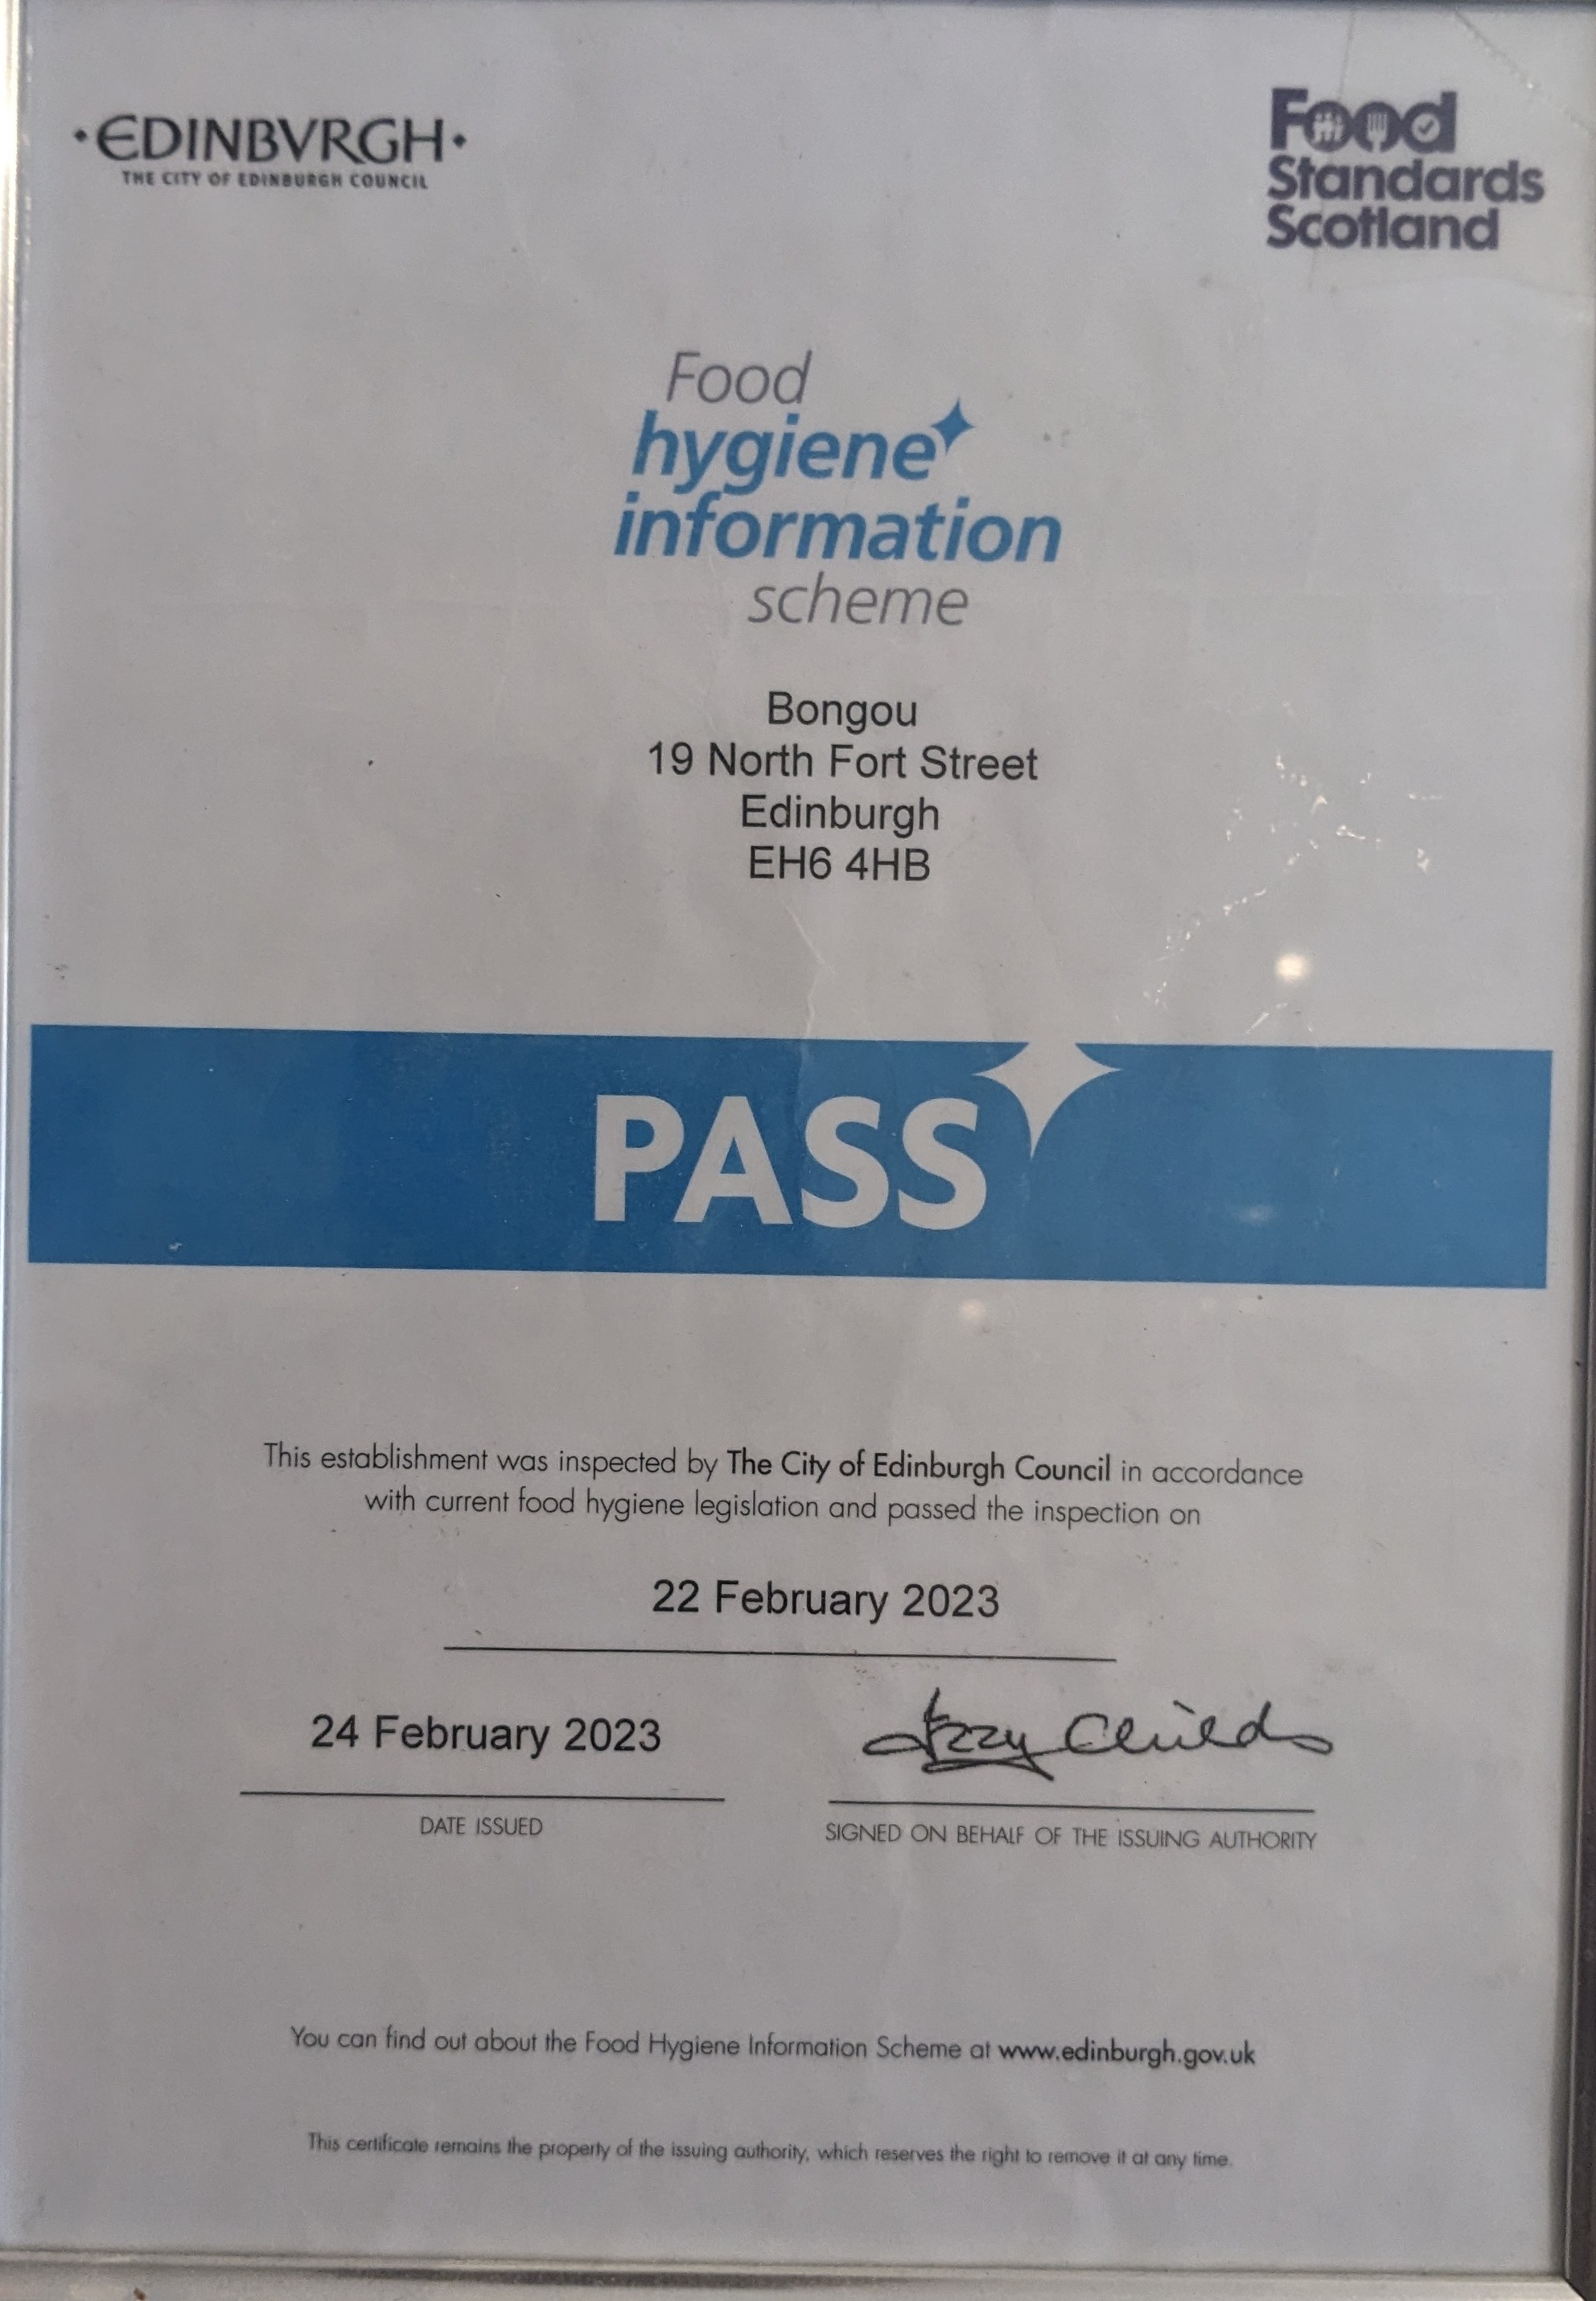 ·EDINBVRGH·
THE CITY OF EDINBURGH COUNCIL
Food
Standards
Scotland
Food
hygiene
information
scheme
Bongou
19 North Fort Street
Edinburgh
EH6 4HB
PASS
This establishment was inspected by The City of Edinburgh Council in accordance
with current food hygiene legislation and passed the inspection on
22 February 2023
24 February 2023
DATE ISSUED
Izzy Childs
SIGNED ON BEHALF OF THE ISSUING AUTHORITY
You can find out about the Food Hygiene Information Scheme at www.edinburgh.gov.uk
This certificate remains the property of the issuing authority, which reserves the right to remove it at any time.